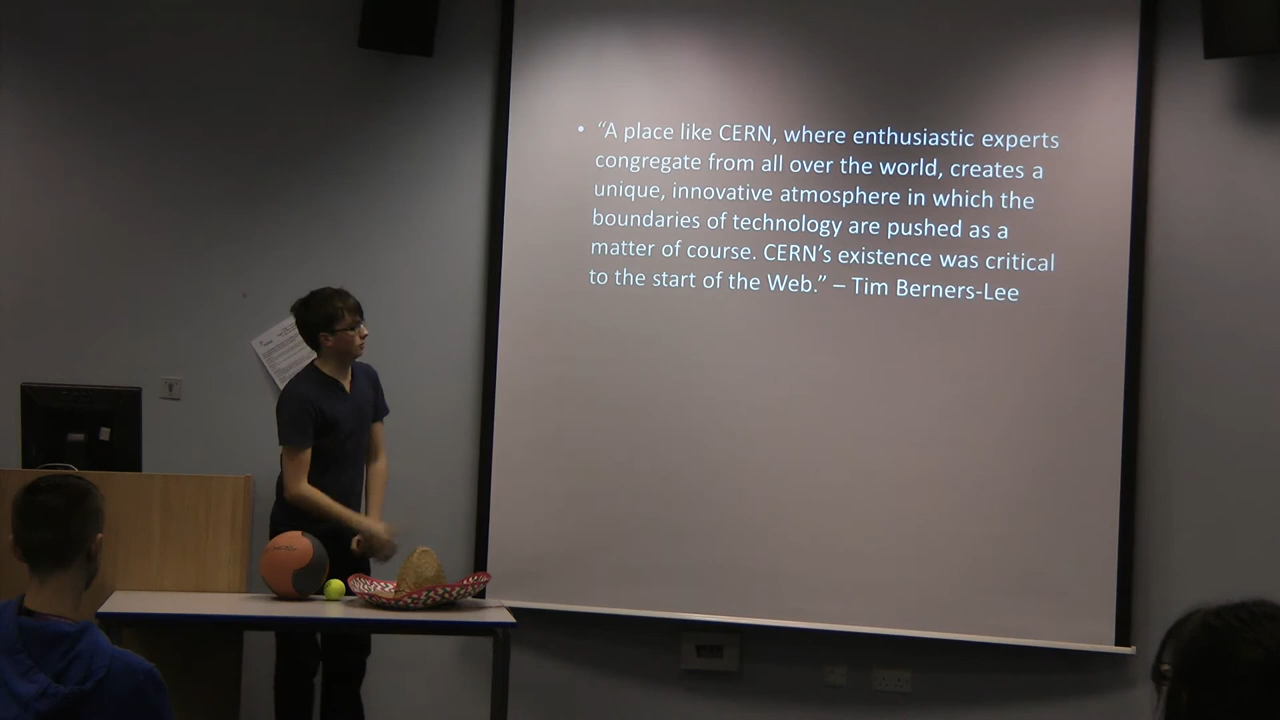 • “A place like CERN, where enthusiastic experts
congregate from all over the world, creates a
unique, innovative atmosphere in which the
boundaries of technology are pushed as a
matter of course. CERN’s existence was critical
to the start of the Web.” – Tim Berners-Lee